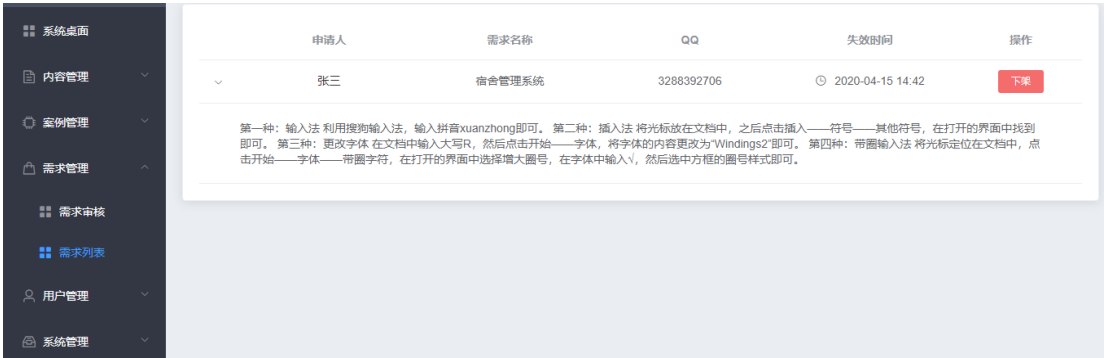 系统桌面
内容管理
案例管理
需求管理
需求审核
需求列表
用户管理
系统管理
申请人 需求名称 QQ 失效时间 操作
张三 宿舍管理系统 3288392706 2020-04-15 14:42 下架
第一种：输入法 利用搜狗输入法，输入拼音xuanzhong即可。 第二种：插入法 将光标放在文档中，之后点击插入——符号——其他符号，在打开的界面中找到
即可。 第三种：更改字体 在文档中输入大写R，然后点击开始——字体，将字体的内容更改为“Windings2”即可。 第四种：带圈输入法 将光标定位在文档中，点
击开始——字体——带圈字符，在打开的界面中选择增大圈号，在字体中输入√，然后选中方框的圈号样式即可。